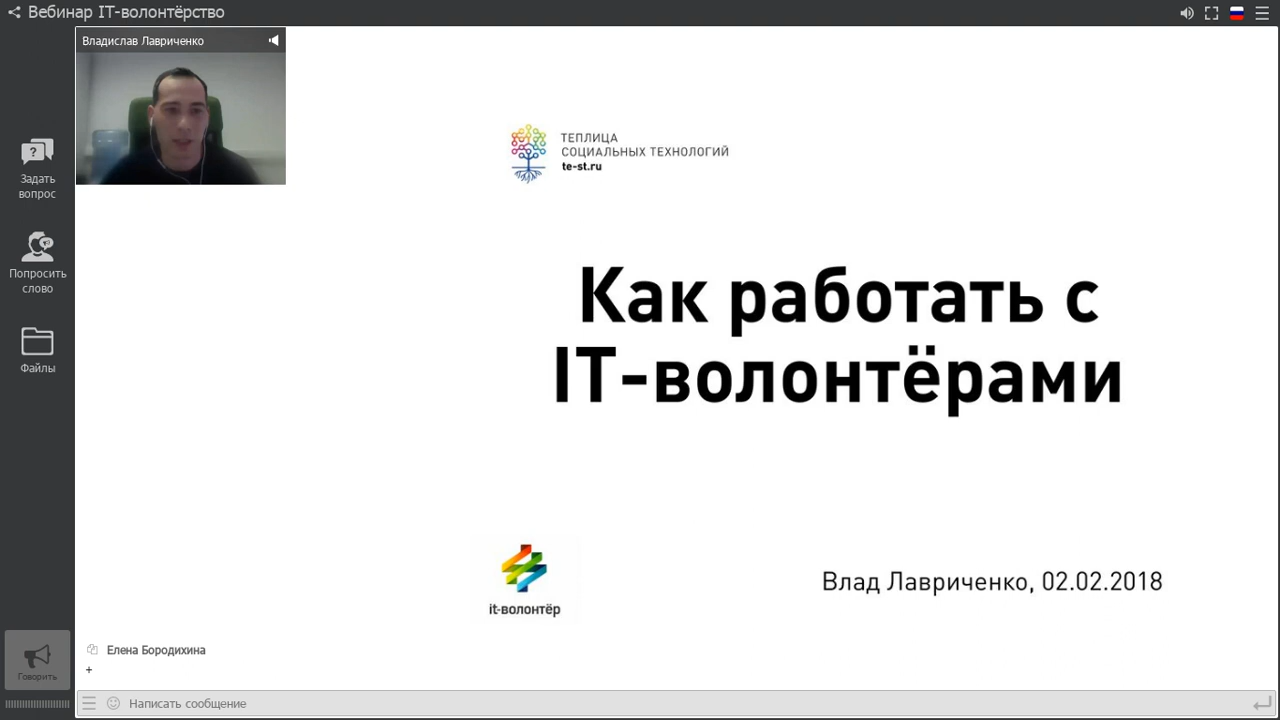 Вебинар IT-волонтёрство
Владислав Лавриченко
Задать
вопрос
Попросить
слово
Файлы
ТЕПЛИЦА
СОЦИАЛЬНЫХ ТЕХНОЛОГИЙ
te-st.ru
Как работать с
IT-волонтёрами
it-волонтёр
Влад Лавриченко, 02.02.2018
Елена Бородихина
+
Говорить
Написать сообщение